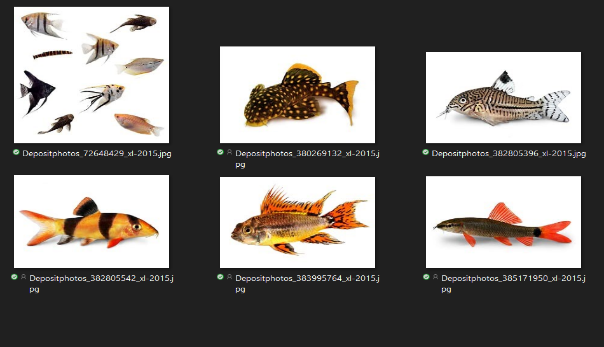 Depositphotos_72648429_xl-2015.jpg
Depositphotos_380269132_xl-2015.j
pg
Depositphotos_382805396_xl-2015.jpg
Depositphotos_382805542_xl-2015.j
pg
Depositphotos_383995764_xl-2015.j
pg
Depositphotos_385171950_xl-2015.j
pg